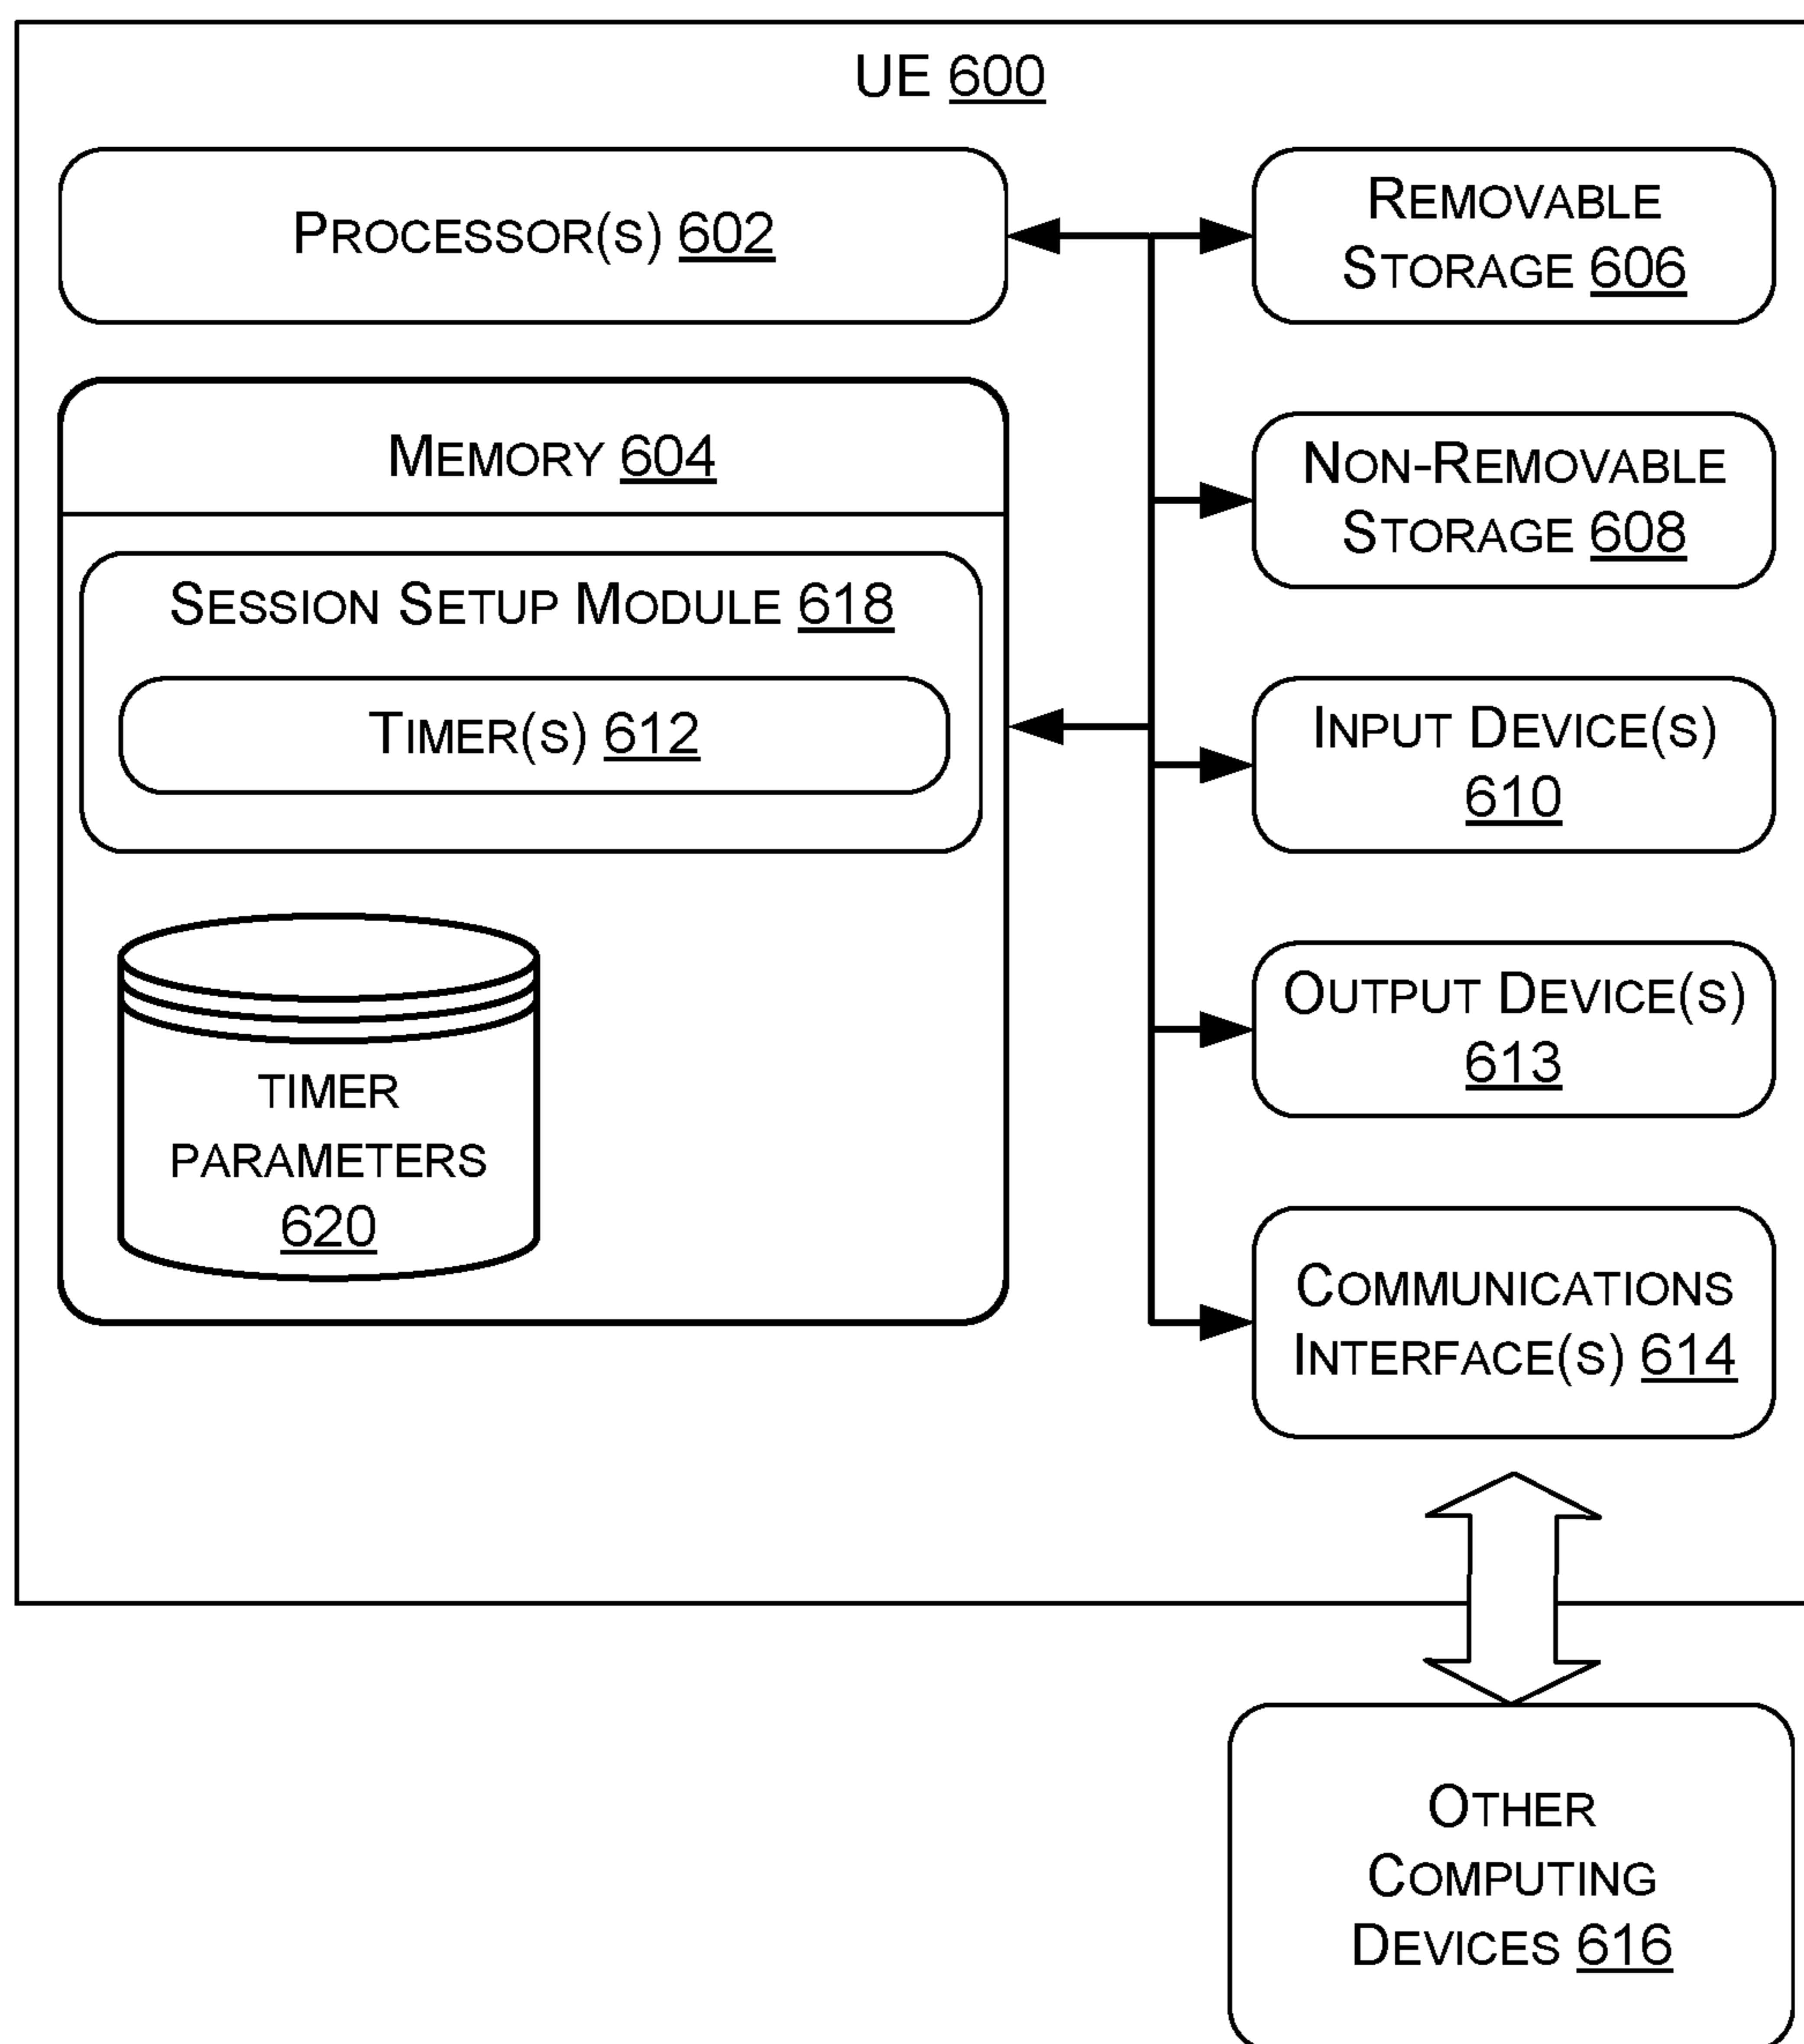 UE 600
PROCESSOR(S) 602
MEMORY 604
SESSION SETUP MODULE 618
TIMER(S) 612
TIMER
PARAMETERS
620
REMOVABLE
STORAGE 606
NON-REMOVABLE
STORAGE 608
INPUT DEVICE(S)
610
OUTPUT DEVICE(S)
613
COMMUNICATIONS
INTERFACE(S) 614
OTHER
COMPUTING
DEVICES 616